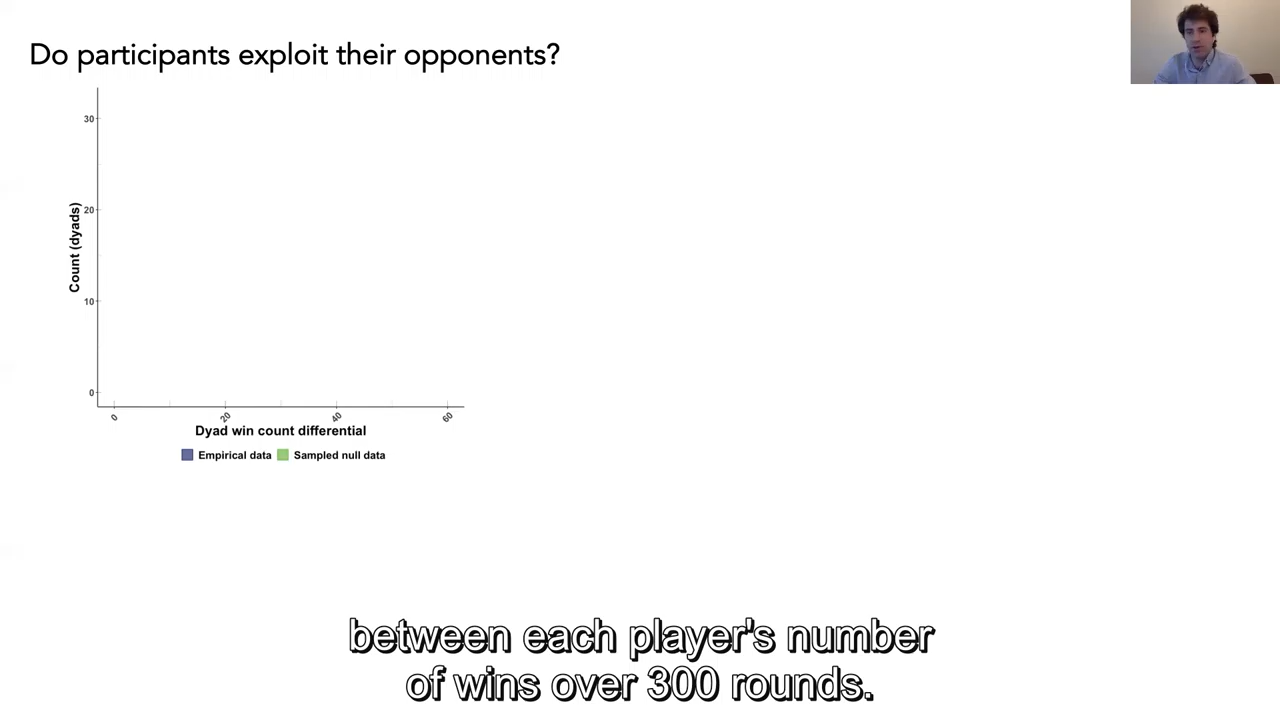 Do participants exploit their opponents?
30
20
10
0
Count (dyads)
0 20 40 60
Dyad win count differential
Empirical data Sampled null data
between each player's number
of wins over 300 rounds.